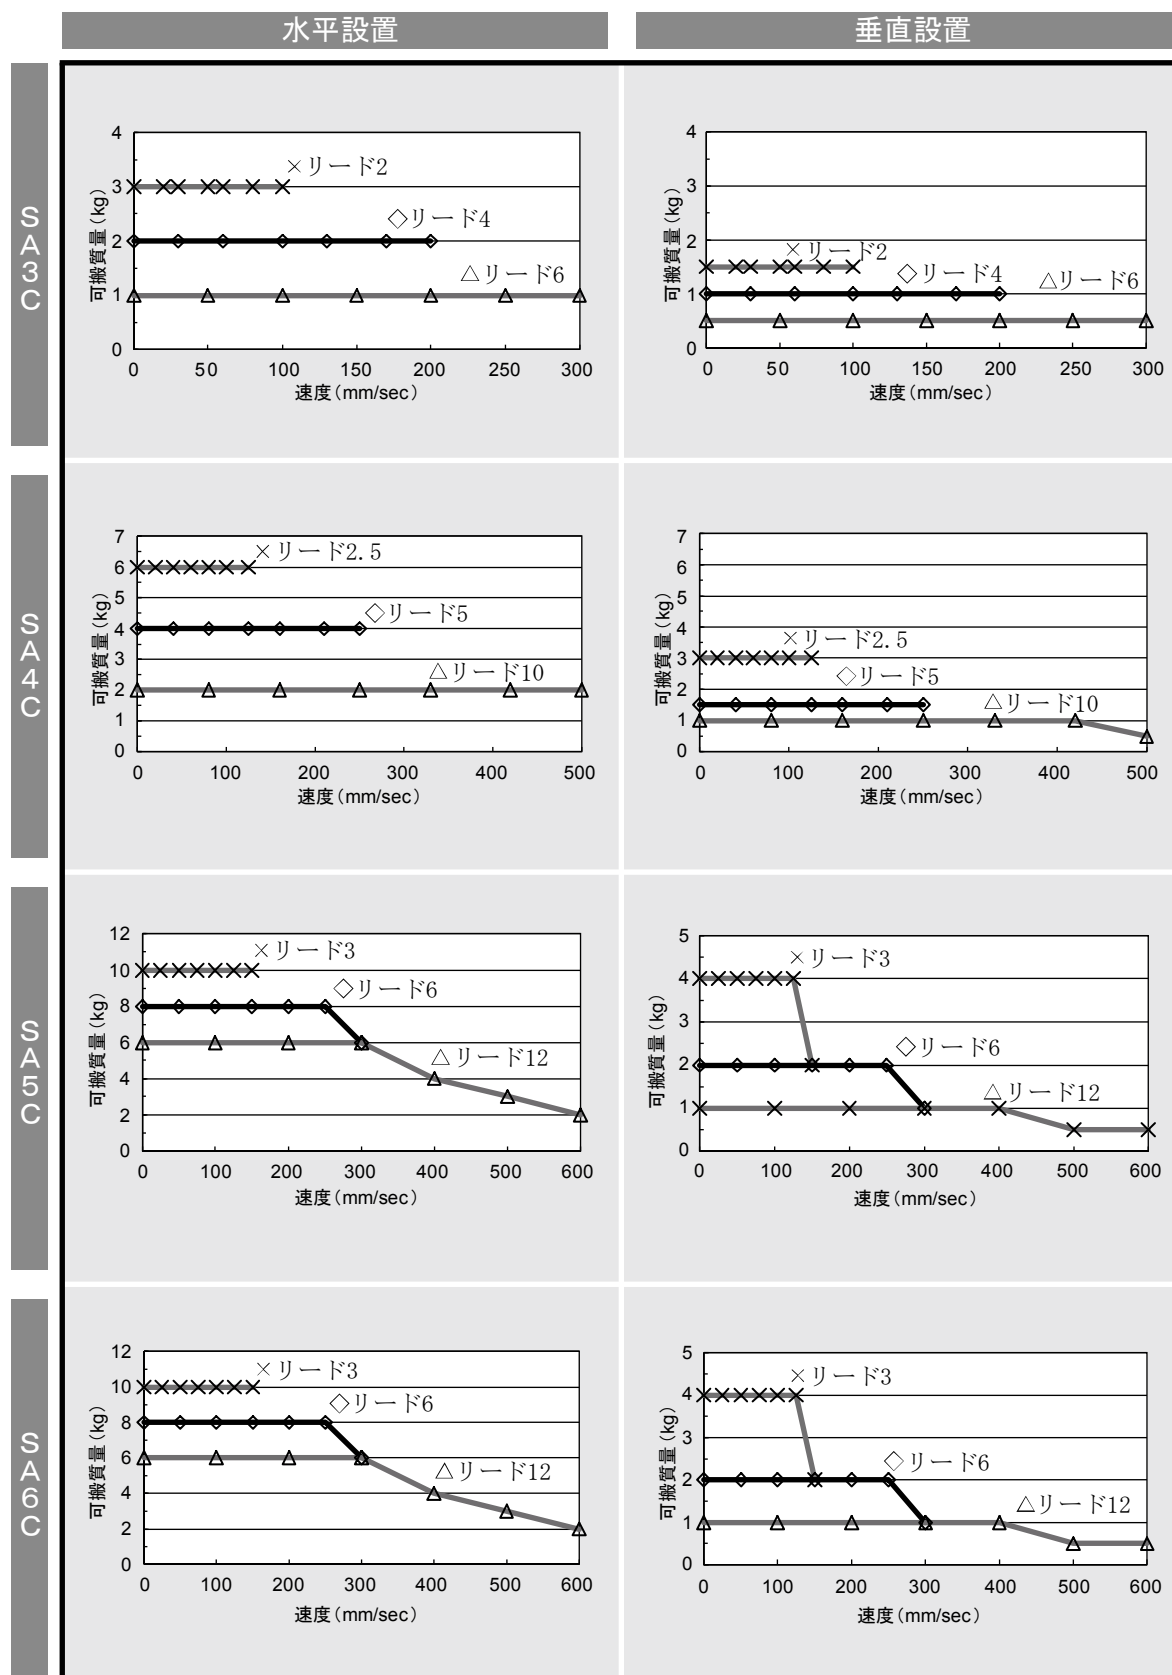 水平設置
垂直設置
SA3C
4
3
2
1
0
可搬質量(kg)
×リード2
◇リード4
△リード6
0 50 100 150 200 250 300
速度(mm/sec)
4
3
2
1
0
可搬質量(kg)
×リード2
◇リード4
△リード6
0 50 100 150 200 250 300
速度(mm/sec)
SA4C
7
6
5
4
3
2
1
0
可搬質量(kg)
×リード2.5
◇リード5
△リード10
0 100 200 300 400 500
速度(mm/sec)
7
6
5
4
3
2
1
0
可搬質量(kg)
×リード2.5
◇リード5
△リード10
0 100 200 300 400 500
速度(mm/sec)
SA5C
12
10
8
6
4
2
0
可搬質量(kg)
×リード3
◇リード6
△リード12
0 100 200 300 400 500 600
速度(mm/sec)
5
4
3
2
1
0
可搬質量(kg)
×リード3
◇リード6
△リード12
0 100 200 300 400 500 600
速度(mm/sec)
SA6C
12
10
8
6
4
2
0
可搬質量(kg)
×リード3
◇リード6
△リード12
0 100 200 300 400 500 600
速度(mm/sec)
5
4
3
2
1
0
可搬質量(kg)
×リード3
◇リード6
△リード12
0 100 200 300 400 500 600
速度(mm/sec)